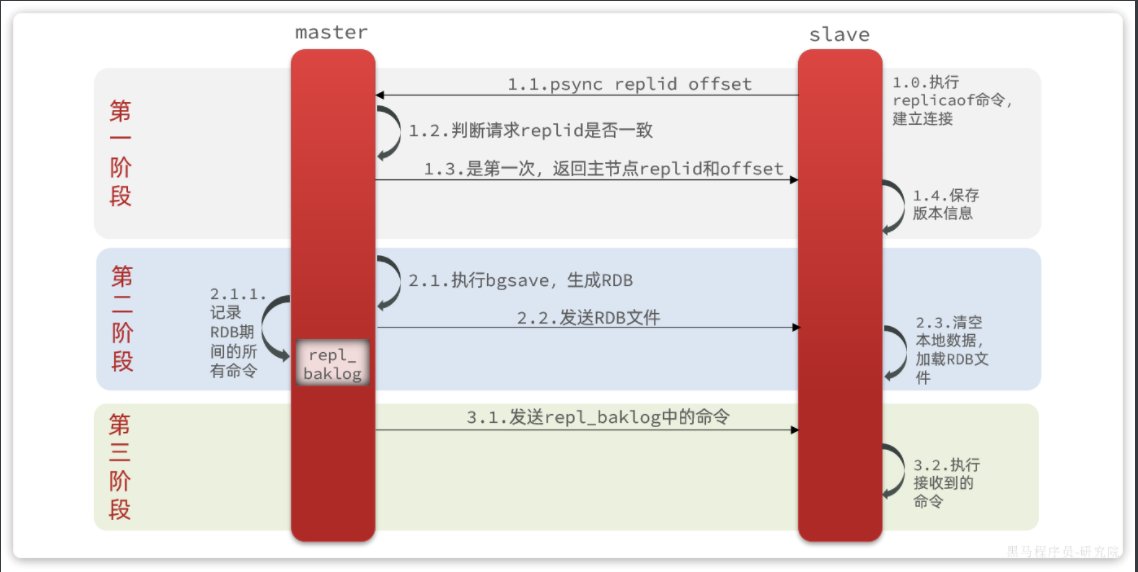 master
slave
第
一
阶
段
1.0.执行
replicaof命令，
建立连接
1.1.psync replid offset
1.2.判断请求replid是否一致
1.3.是第一次，返回主节点replid和offset
1.4.保存
版本信息
第
二
阶
段
2.1.执行bgsave，生成RDB
2.1.1.
记录
RDB期
间的所
有命令
repl_
baklog
2.2.发送RDB文件
2.3.清空
本地数据，
加载RDB文
件
第
三
阶
段
3.1.发送repl_baklog中的命令
3.2.执行
接收到的
命令
黑马程序员-研究院